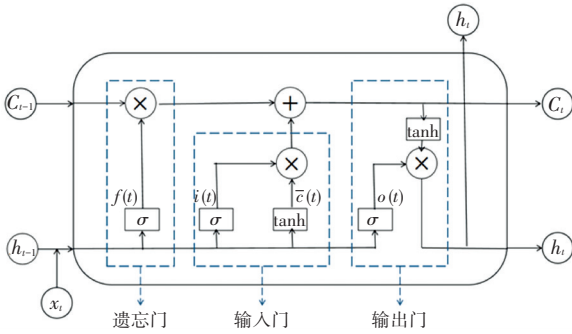 h_t
C_{t-1}
×
+
C_t
tanh
×
×
f(t)
i(t)
c̅(t)
o(t)
σ
σ
tanh
σ
h_{t-1}
h_t
x_t
遗忘门
输入门
输出门